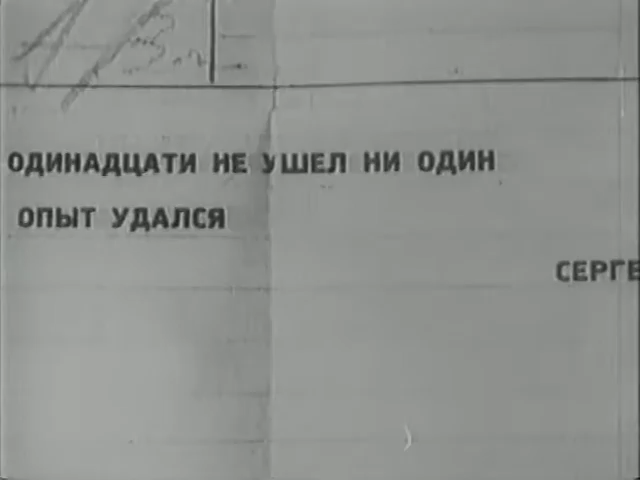 ОДИНАДЦАТИ НЕ УШЕЛ НИ ОДИН
ОПЫТ УДАЛСЯ
СЕРГЕ